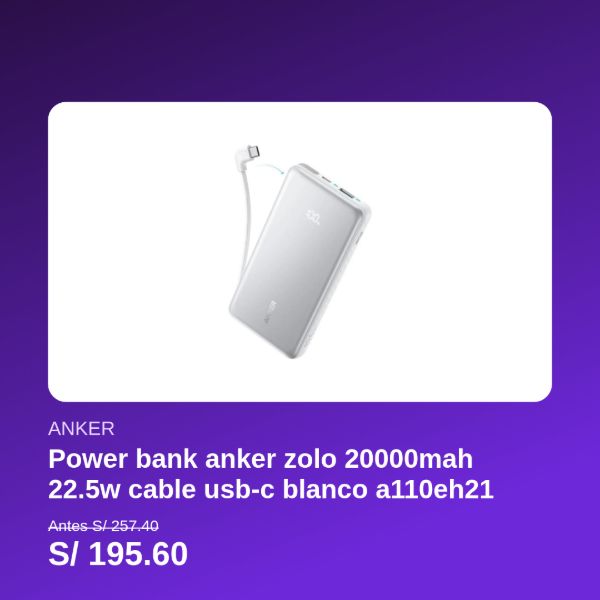 ANKER
Power bank anker zolo 20000mah
22.5w cable usb-c blanco a110eh21
Antes S/ 257.40
S/ 195.60